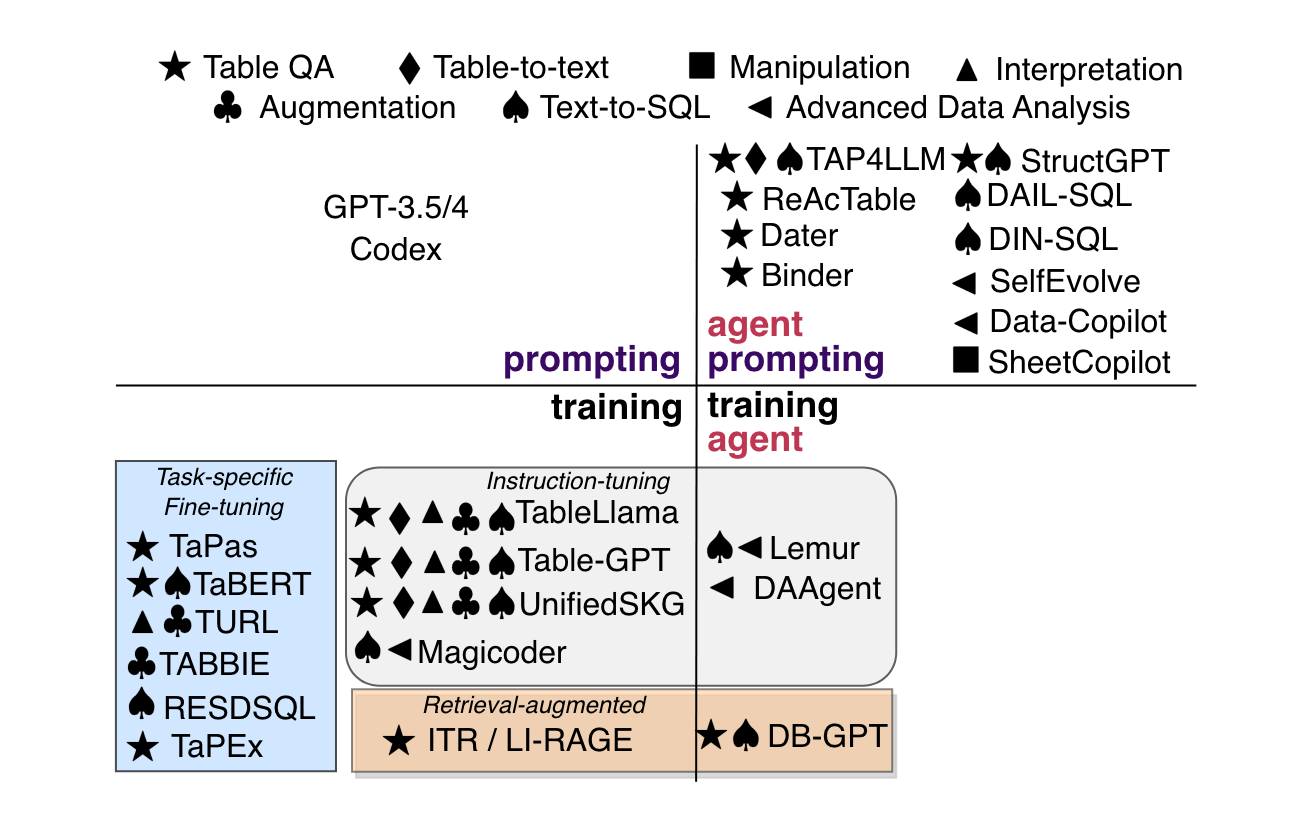 ★ Table QA ♦ Table-to-text ■ Manipulation ▲ Interpretation
♣ Augmentation ♠ Text-to-SQL ◀ Advanced Data Analysis
GPT-3.5/4
Codex
prompting
★♦♠TAP4LLM
★ ReAcTable
★ Dater
★ Binder
★♠ StructGPT
♠DAIL-SQL
♠ DIN-SQL
◀ SelfEvolve
◀ Data-Copilot
■ SheetCopilot
agent
prompting
training
training
agent
Task-specific
Fine-tuning
★ TaPas
★♠TaBERT
▲♣TURL
♣TABBIE
♠ RESDSQL
★ TaPEx
Instruction-tuning
★♦▲♣♠TableLlama
★♦▲♣♠Table-GPT
★♦▲♣♠UnifiedSKG
♠◀Magicoder
♠◀ Lemur
◀ DAAgent
Retrieval-augmented
★ ITR / LI-RAGE
★♠ DB-GPT